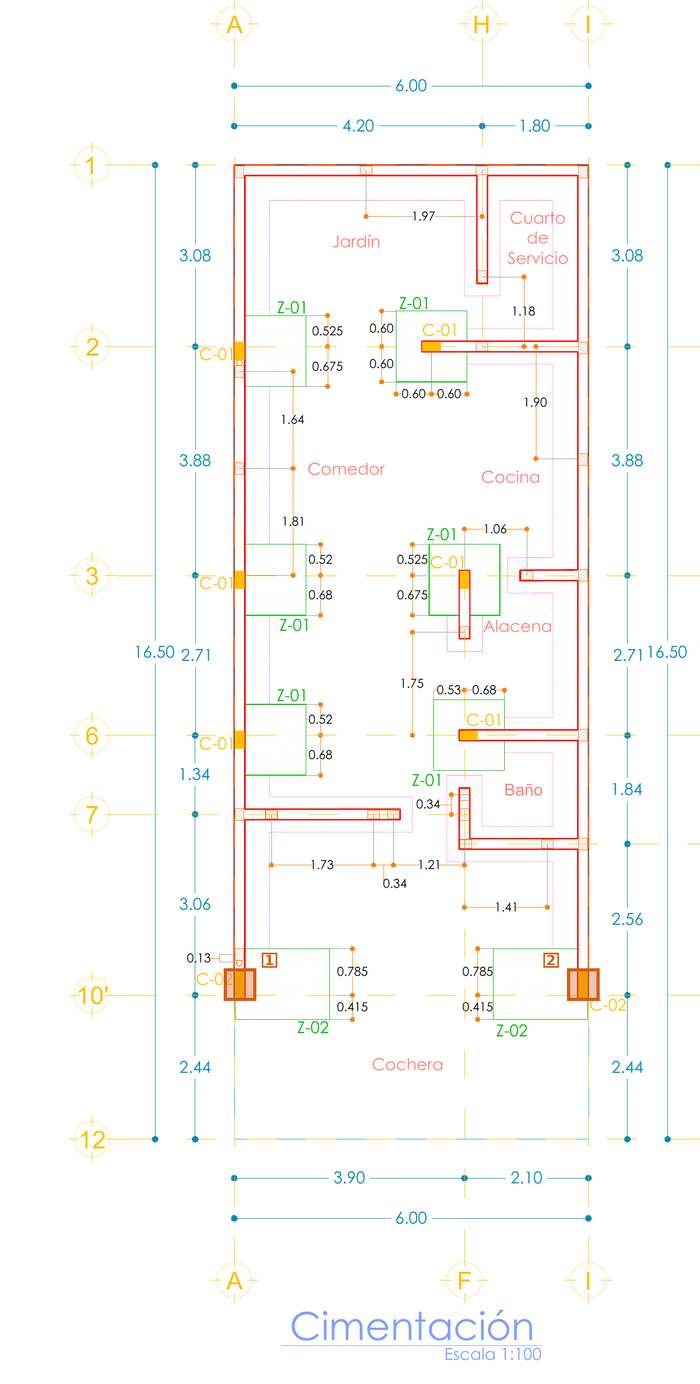 A H I
6.00
4.20 1.80
1
1.97
Cuarto
de
Servicio
Jardín
3.08 3.08
1.18
Z-01 Z-01
0.525 0.60
C-01
2 C-01
0.675 0.60
0.60 0.60
1.90
1.64
3.88 3.88
Comedor
Cocina
1.81
1.06
Z-01
0.52 0.525
C-01
3 C-01
0.68 0.675
Z-01
Alacena
16.50 2.71 2.71 16.50
1.75
0.53 0.68
Z-01
0.52
C-01
6 C-01
0.68
1.34
Z-01
Baño
1.84
0.34
7
1.73 1.21
0.34
3.06
1.41
2.56
0.13
1 2
0.785 0.785
C-02
10'
0.415 0.415
C-02
Z-02 Z-02
Cochera
2.44 2.44
12
3.90 2.10
6.00
A F I
Cimentación
Escala 1:100